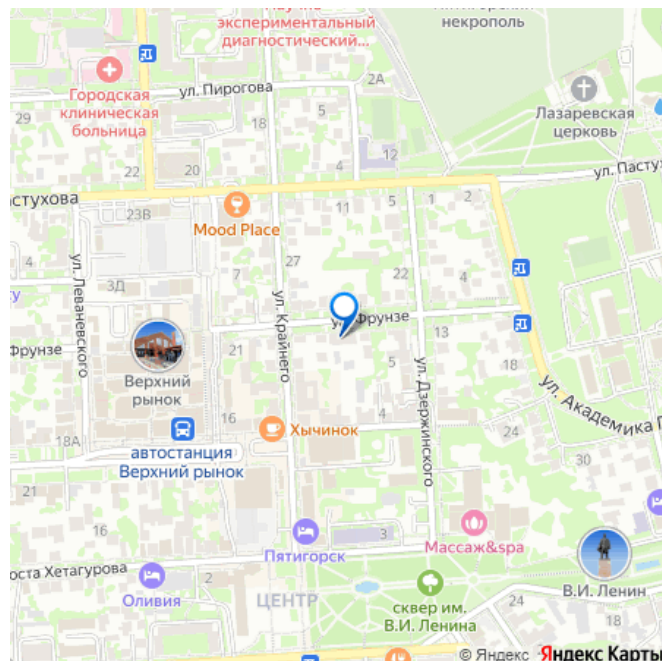 экспериментальный
диагностический...
некрополь
Городская
клиническая
больница
ул. Пирогова
2А
29
18
5
12
4
Лазаревская
церковь
22
20
ул. Пасту
астухова
23В
Mood Place
11
5
1
2
ул. Леваневского
3Д
7
27
22
4
ул. Крайнего
ул. Фрунзе
Фрунзе
21
13
5
18
Верхний
рынок
ул. Дзержинского
ул. Академика П
16
4
Хычинок
24
18А
автостанция
Верхний рынок
30
21
16
Пятигорск
3
Массаж&spa
оста Хетагурова
2
Оливия
ЦЕНТР
сквер им.
В.И. Ленина
В.И. Ленин
24
© Яндекс Яндекс Карты